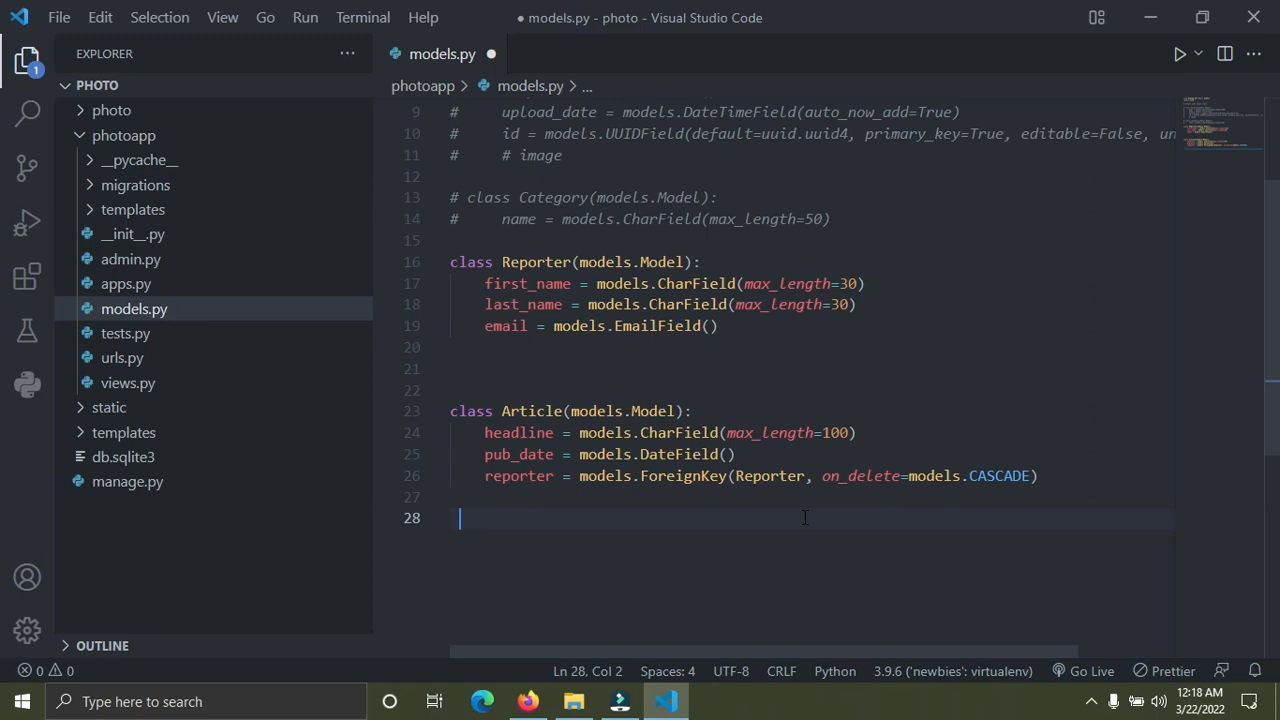 File Edit Selection View Go Run Terminal Help ● models.py - photo - Visual Studio Code
EXPLORER ···
1
PHOTO
photo
photoapp
__pycache__
migrations
templates
__init__.py
admin.py
apps.py
models.py
tests.py
urls.py
views.py
static
templates
db.sqlite3
manage.py
OUTLINE
models.py ●
photoapp > models.py > ...
9 # upload_date = models.DateTimeField(auto_now_add=True)
10 # id = models.UUIDField(default=uuid.uuid4, primary_key=True, editable=False, un
11 # # image
12
13 # class Category(models.Model):
14 # name = models.CharField(max_length=50)
15
16 class Reporter(models.Model):
17 first_name = models.CharField(max_length=30)
18 last_name = models.CharField(max_length=30)
19 email = models.EmailField()
20
21
22
23 class Article(models.Model):
24 headline = models.CharField(max_length=100)
25 pub_date = models.DateField()
26 reporter = models.ForeignKey(Reporter, on_delete=models.CASCADE)
27
28
0 0 Ln 28, Col 2 Spaces: 4 UTF-8 CRLF Python 3.9.6 ('newbies': virtualenv) Go Live Prettier
Type here to search
12:18 AM
3/22/2022